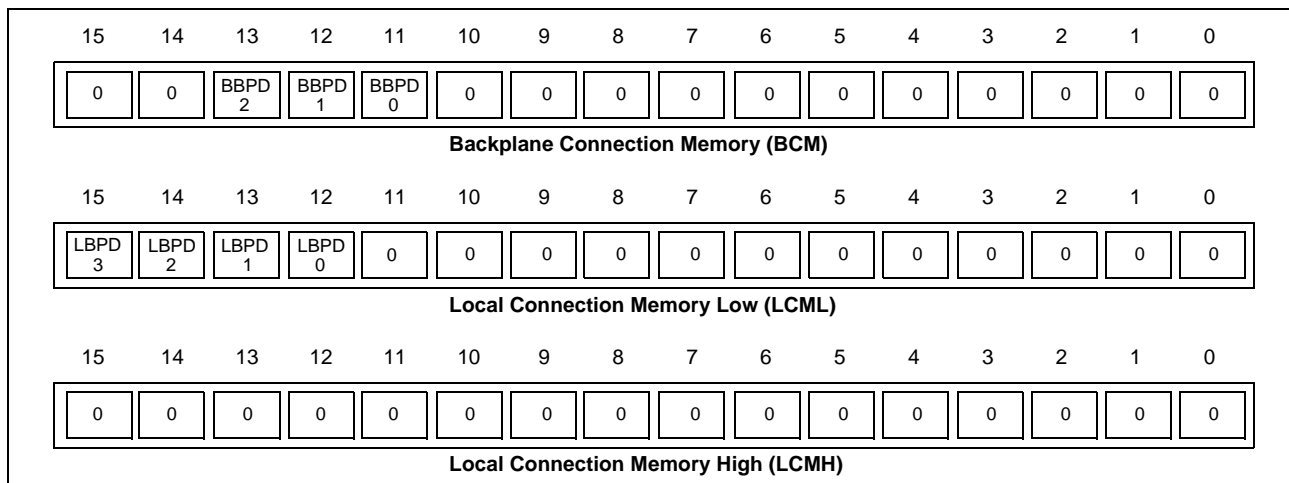 15 14 13 12 11 10 9 8 7 6 5 4 3 2 1 0
0 0 BBPD 2 BBPD 1 BBPD 0 0 0 0 0 0 0 0 0 0 0 0
Backplane Connection Memory (BCM)
15 14 13 12 11 10 9 8 7 6 5 4 3 2 1 0
LBPD 3 LBPD 2 LBPD 1 LBPD 0 0 0 0 0 0 0 0 0 0 0 0 0
Local Connection Memory Low (LCML)
15 14 13 12 11 10 9 8 7 6 5 4 3 2 1 0
0 0 0 0 0 0 0 0 0 0 0 0 0 0 0 0
Local Connection Memory High (LCMH)